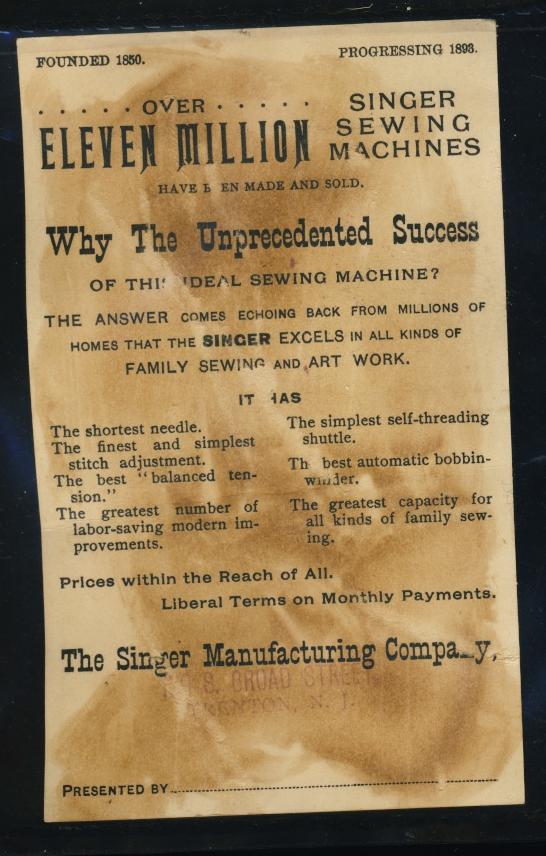 FOUNDED 1850.
PROGRESSING 1893.
. . . . . OVER . . . . .
ELEVEN MILLION
SINGER
SEWING
MACHINES
HAVE B EN MADE AND SOLD.
Why The Unprecedented Success
OF THIS IDEAL SEWING MACHINE?
THE ANSWER COMES ECHOING BACK FROM MILLIONS OF
HOMES THAT THE SINGER EXCELS IN ALL KINDS OF
FAMILY SEWING AND ART WORK.
IT HAS
The shortest needle.
The finest and simplest
stitch adjustment.
The best "balanced ten-
sion."
The greatest number of
labor-saving modern im-
provements.
The simplest self-threading
shuttle.
Th best automatic bobbin-
winder.
The greatest capacity for
all kinds of family sew-
ing.
Prices within the Reach of All.
Liberal Terms on Monthly Payments.
The Singer Manufacturing Company,
S. BROAD STREET,
TRENTON, N. J.
PRESENTED BY